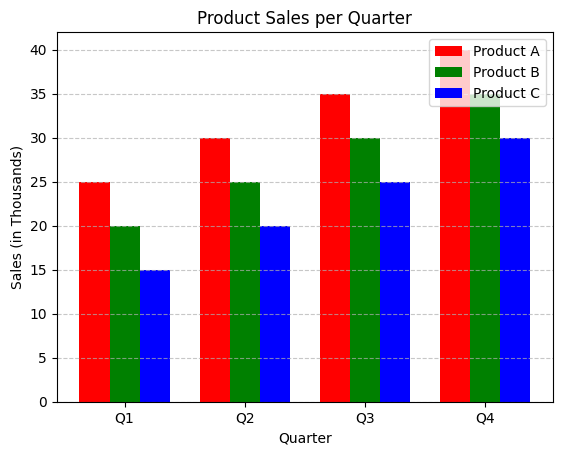 Product Sales per Quarter
Product A
Product B
Product C
Sales (in Thousands)
40
35
30
25
20
15
10
5
0
Q1 Q2 Q3 Q4
Quarter